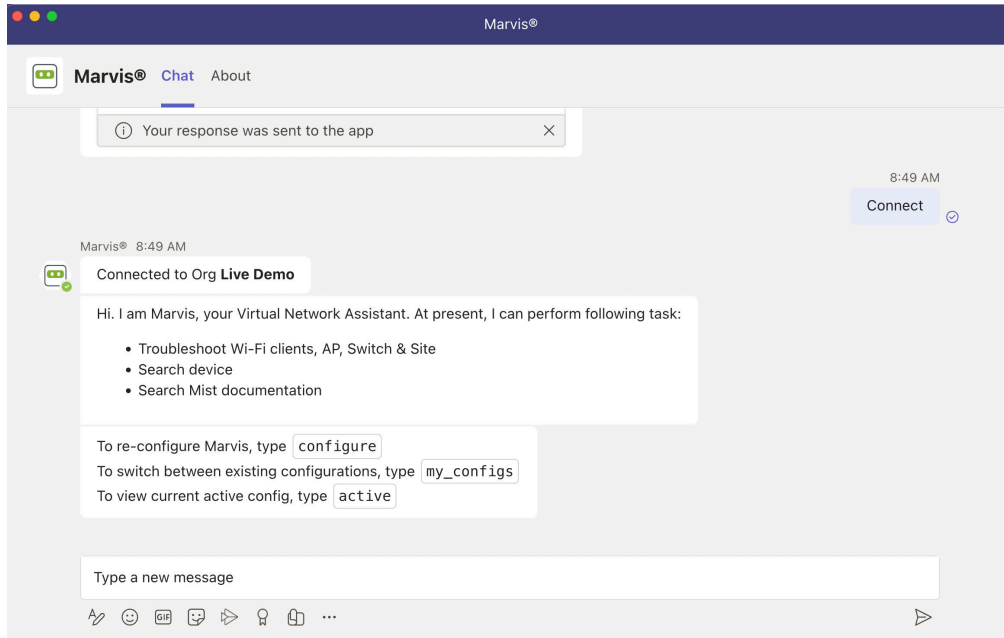 Marvis®
Marvis® Chat About
Your response was sent to the app
8:49 AM
Connect
Marvis® 8:49 AM
Connected to Org Live Demo
Hi. I am Marvis, your Virtual Network Assistant. At present, I can perform following task:
• Troubleshoot Wi-Fi clients, AP, Switch & Site
• Search device
• Search Mist documentation
To re-configure Marvis, type configure
To switch between existing configurations, type my_configs
To view current active config, type active
Type a new message
GIF